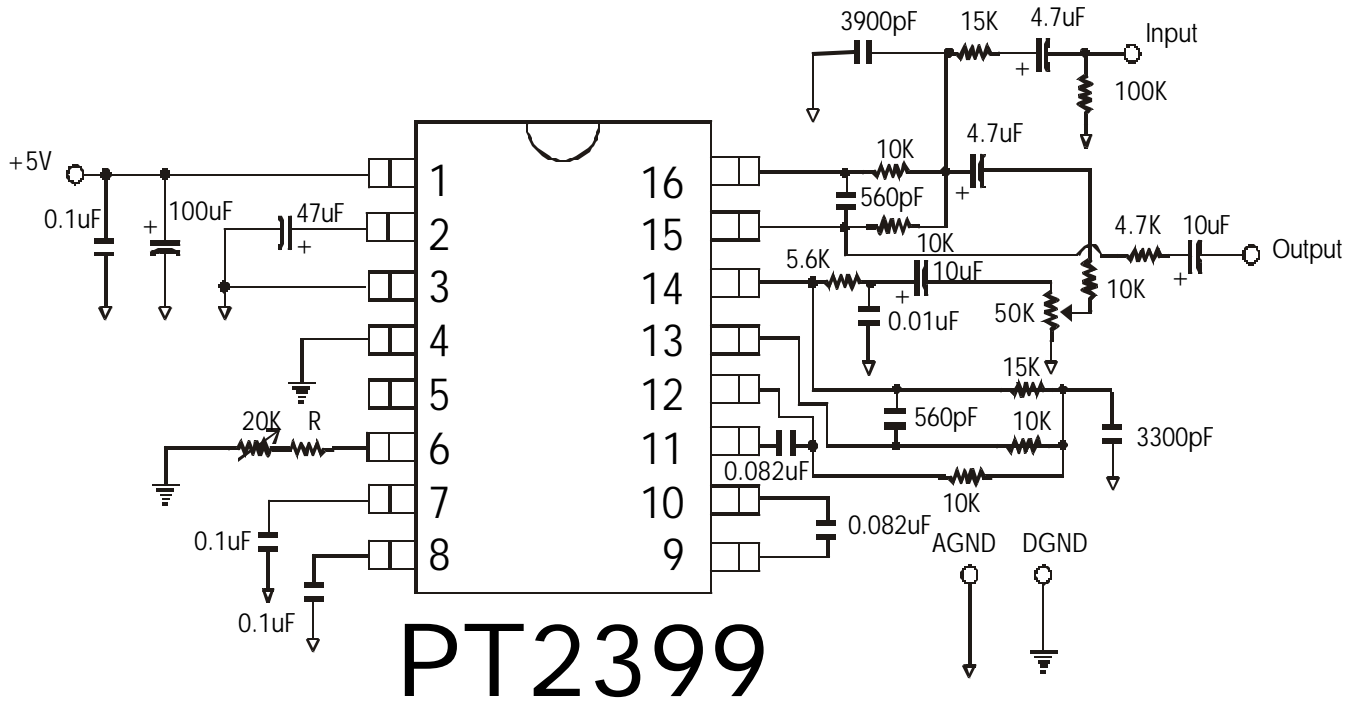 3900pF 15K 4.7uF Input
+ 100K
+5V
10K 4.7uF
1 16
0.1uF + 100uF 47uF
+
560pF +
2 15
10K 4.7K 10uF
Output
5.6K 10uF
+
3 14
+ 0.01uF 50K 10K
4 13
15K
5 12
560pF 10K
20K R
3300pF
6 11
0.082uF
10K
7 10
0.1uF
0.082uF
AGND DGND
8 9
0.1uF
PT2399